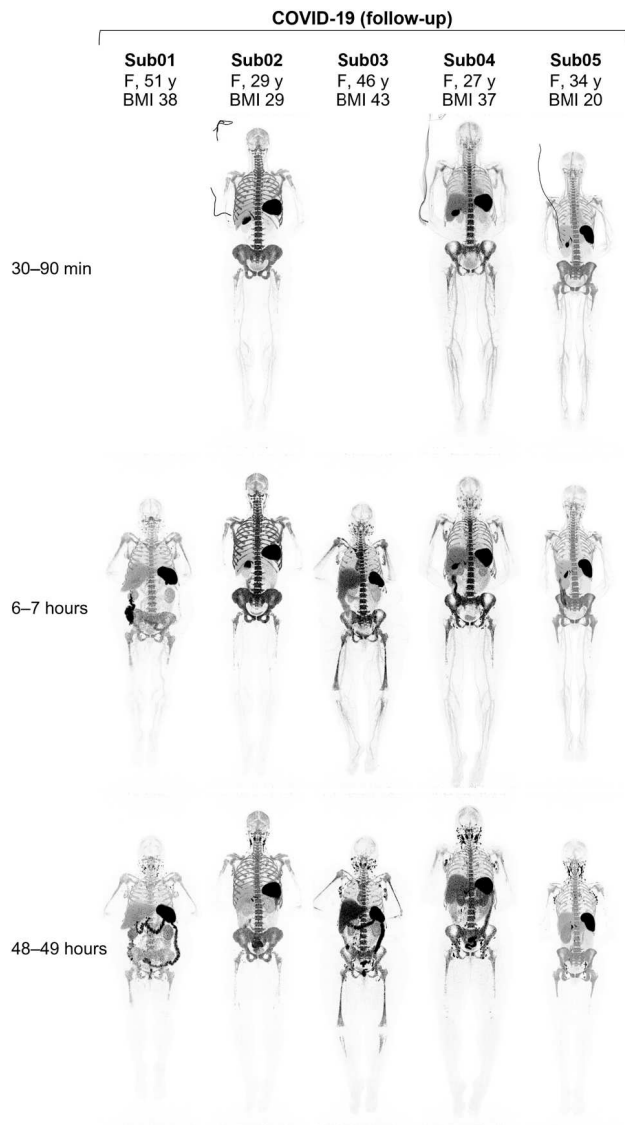 COVID-19 (follow-up)
Sub01 Sub02 Sub03 Sub04 Sub05
F, 51 y F, 29 y F, 46 y F, 27 y F, 34 y
BMI 38 BMI 29 BMI 43 BMI 37 BMI 20
30–90 min
6–7 hours
48–49 hours